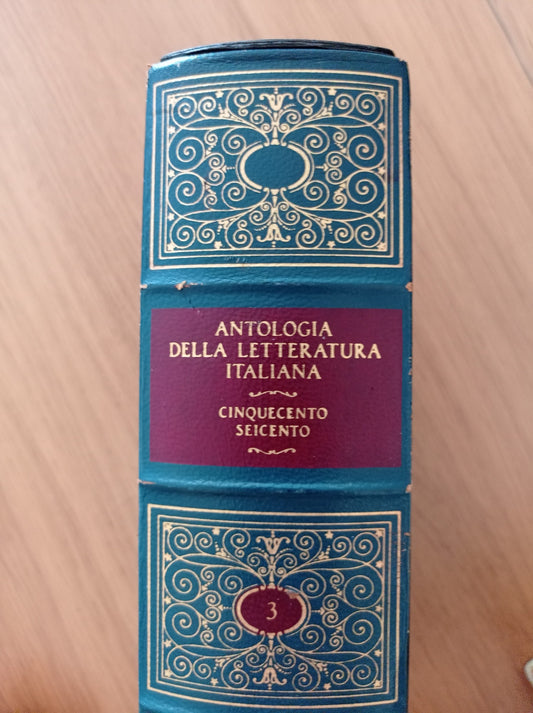 ANTOLOGIA
DELLA LETTERATURA
ITALIANA
CINQUECENTO
SEICENTO
3